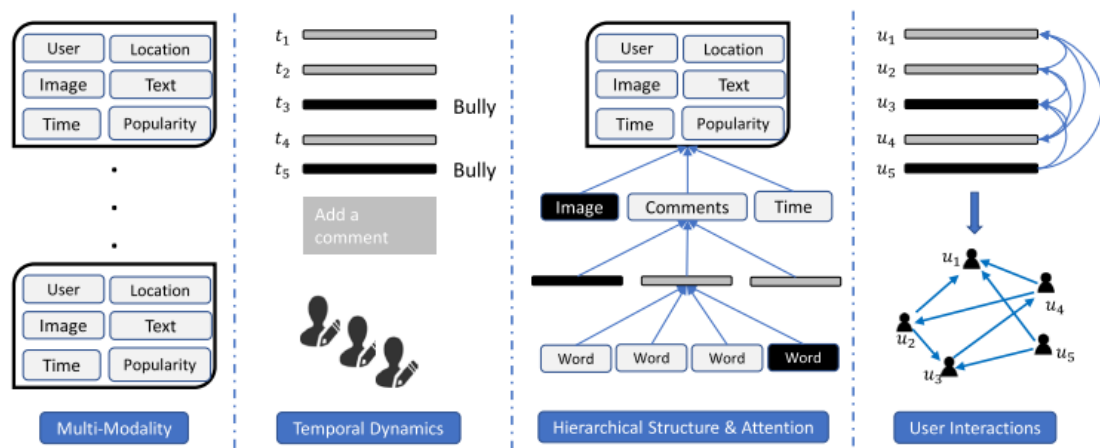 User Location
Image Text
Time Popularity
User Location
Image Text
Time Popularity
Multi-Modality
t₁
t₂
t₃ Bully
t₄
t₅ Bully
Add a
comment
Temporal Dynamics
User Location
Image Text
Time Popularity
Image Comments Time
Word Word Word Word
Hierarchical Structure & Attention
u₁
u₂
u₃
u₄
u₅
u₁
u₄
u₂
u₅
u₃
User Interactions